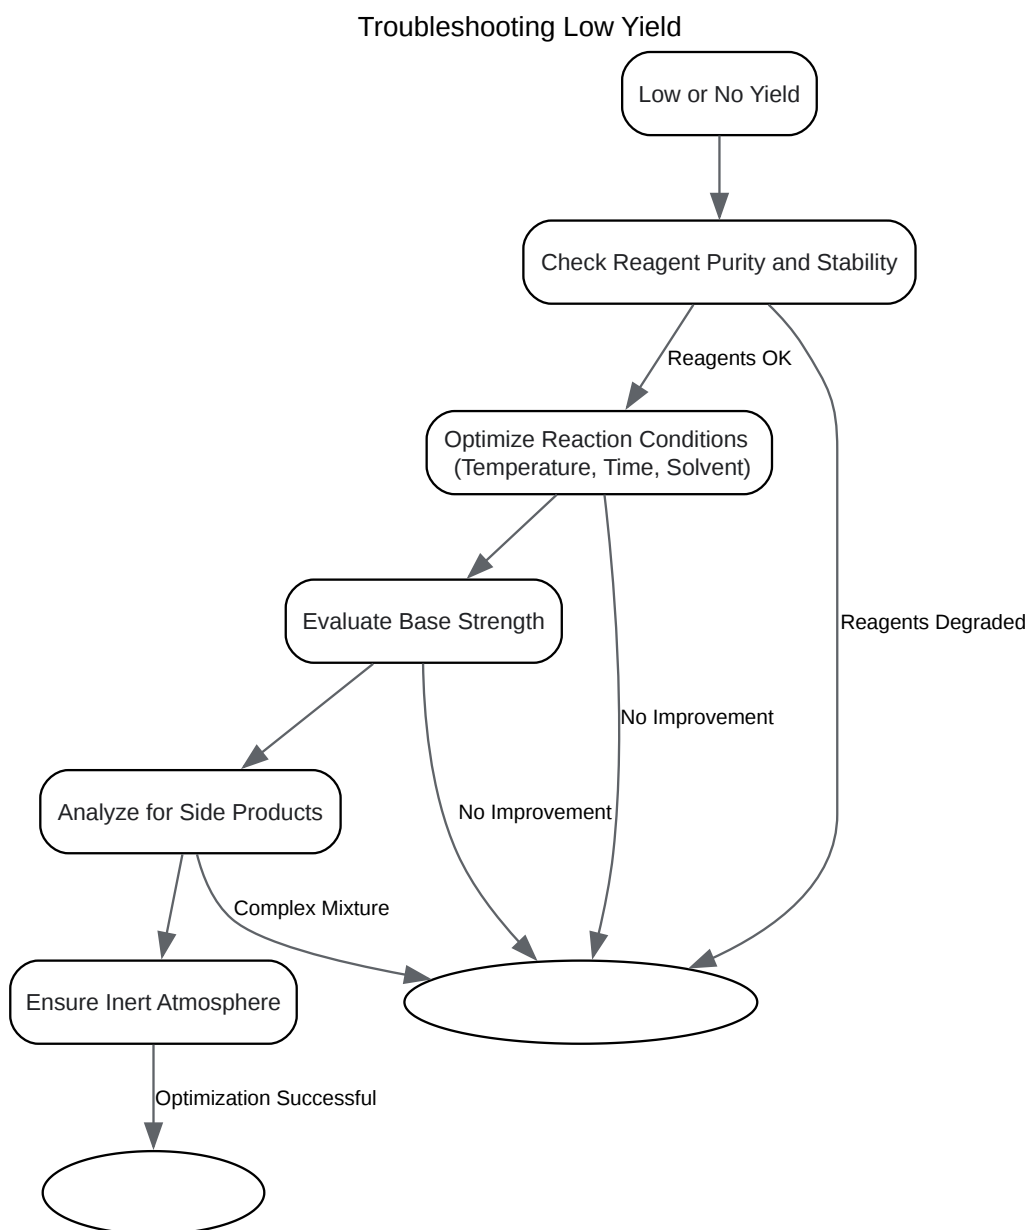 Troubleshooting Low Yield
Low or No Yield
Check Reagent Purity and Stability
Reagents OK
Optimize Reaction Conditions
(Temperature, Time, Solvent)
Evaluate Base Strength
Reagents Degraded
No Improvement
Analyze for Side Products
No Improvement
Complex Mixture
Ensure Inert Atmosphere
Optimization Successful